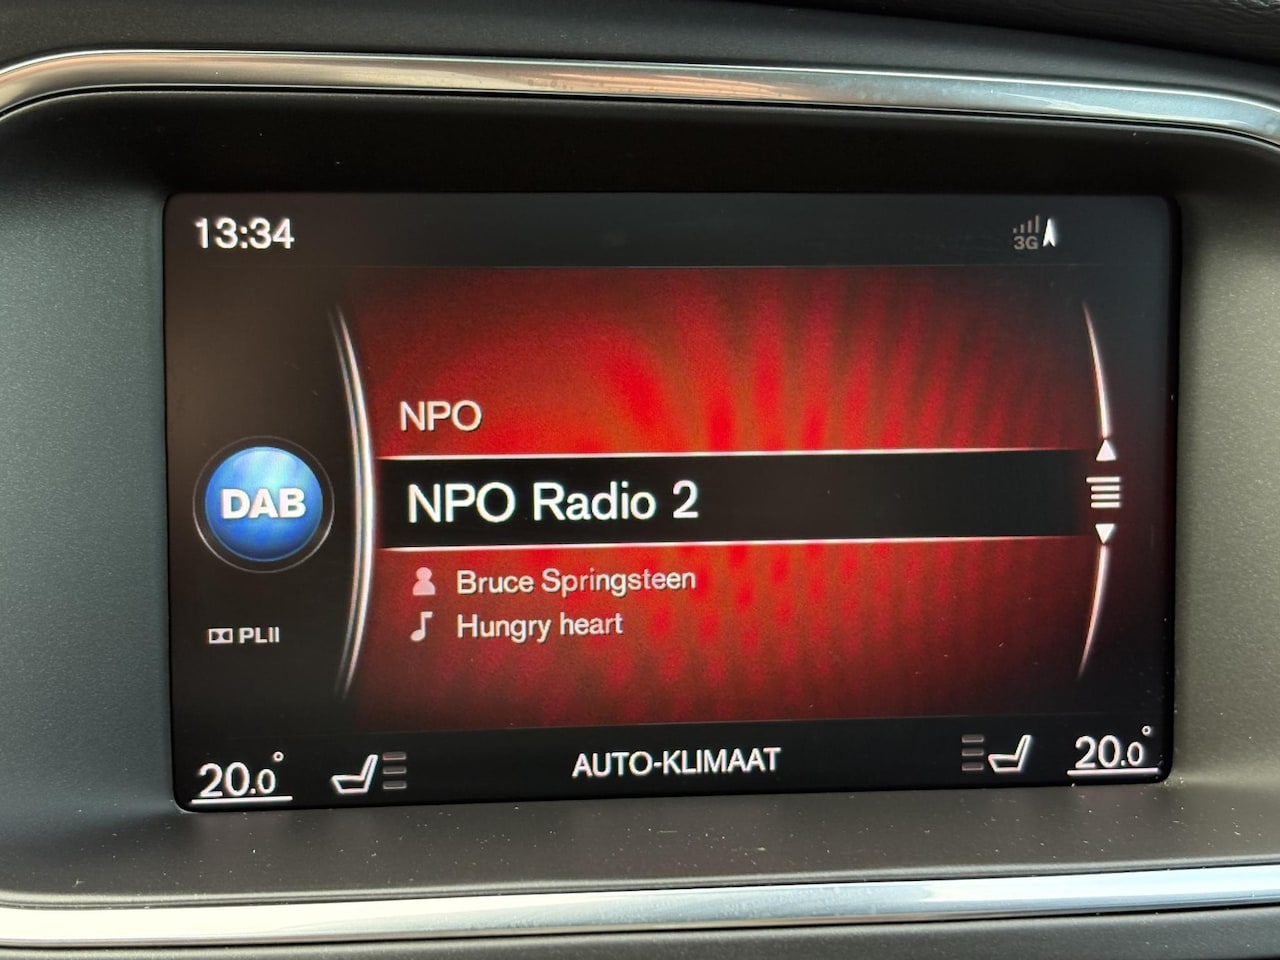 13:34
3G
NPO
NPO Radio 2
DAB
Bruce Springsteen
Hungry heart
PLII
20.0°
AUTO-KLIMAAT
20.0°